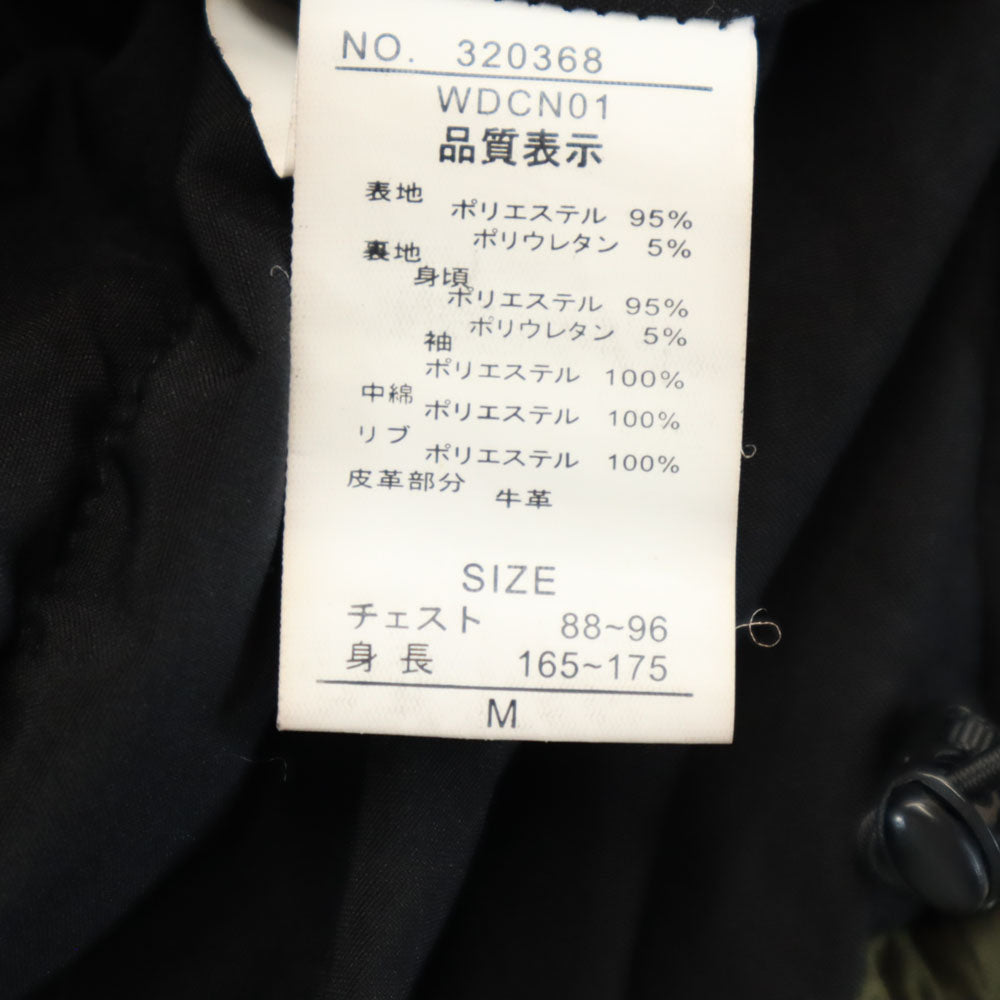 NO. 320368
WDCN01
品質表示
表地
ポリエステル 95%
ポリウレタン 5%
裏地
身頃
ポリエステル 95%
ポリウレタン 5%
袖
ポリエステル 100%
中綿
ポリエステル 100%
リブ
ポリエステル 100%
皮革部分
牛革
SIZE
チェスト 88~96
身長 165~175
M